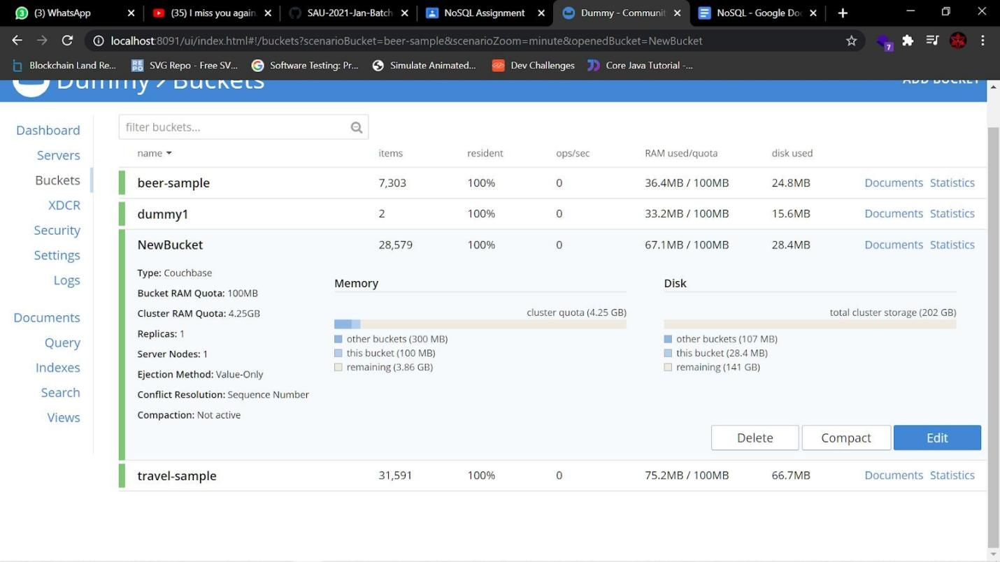 (3) WhatsApp
(35) I miss you again
SAU-2021-Jan-Batch
NoSQL Assignment
Dummy - Communit
NoSQL - Google Do
localhost:8091/ui/index.html#!/buckets?scenarioBucket=beer-sample&scenarioZoom=minute&openedBucket=NewBucket
7
Blockchain Land Re...
SVG Repo - Free SV...
Software Testing: Pr...
Simulate Animated...
Dev Challenges
Core Java Tutorial -...
Dummy > Buckets
ADD BUCKET
Dashboard
Servers
Buckets
XDCR
Security
Settings
Logs
Documents
Query
Indexes
Search
Views
filter buckets...
name items resident ops/sec RAM used/quota disk used
beer-sample 7,303 100% 0 36.4MB / 100MB 24.8MB Documents Statistics
dummy1 2 100% 0 33.2MB / 100MB 15.6MB Documents Statistics
NewBucket 28,579 100% 0 67.1MB / 100MB 28.4MB Documents Statistics
Type: Couchbase
Bucket RAM Quota: 100MB
Cluster RAM Quota: 4.25GB
Replicas: 1
Server Nodes: 1
Ejection Method: Value-Only
Conflict Resolution: Sequence Number
Compaction: Not active
Memory
cluster quota (4.25 GB)
other buckets (300 MB)
this bucket (100 MB)
remaining (3.86 GB)
Disk
total cluster storage (202 GB)
other buckets (107 MB)
this bucket (28.4 MB)
remaining (141 GB)
Delete
Compact
Edit
travel-sample 31,591 100% 0 75.2MB / 100MB 66.7MB Documents Statistics